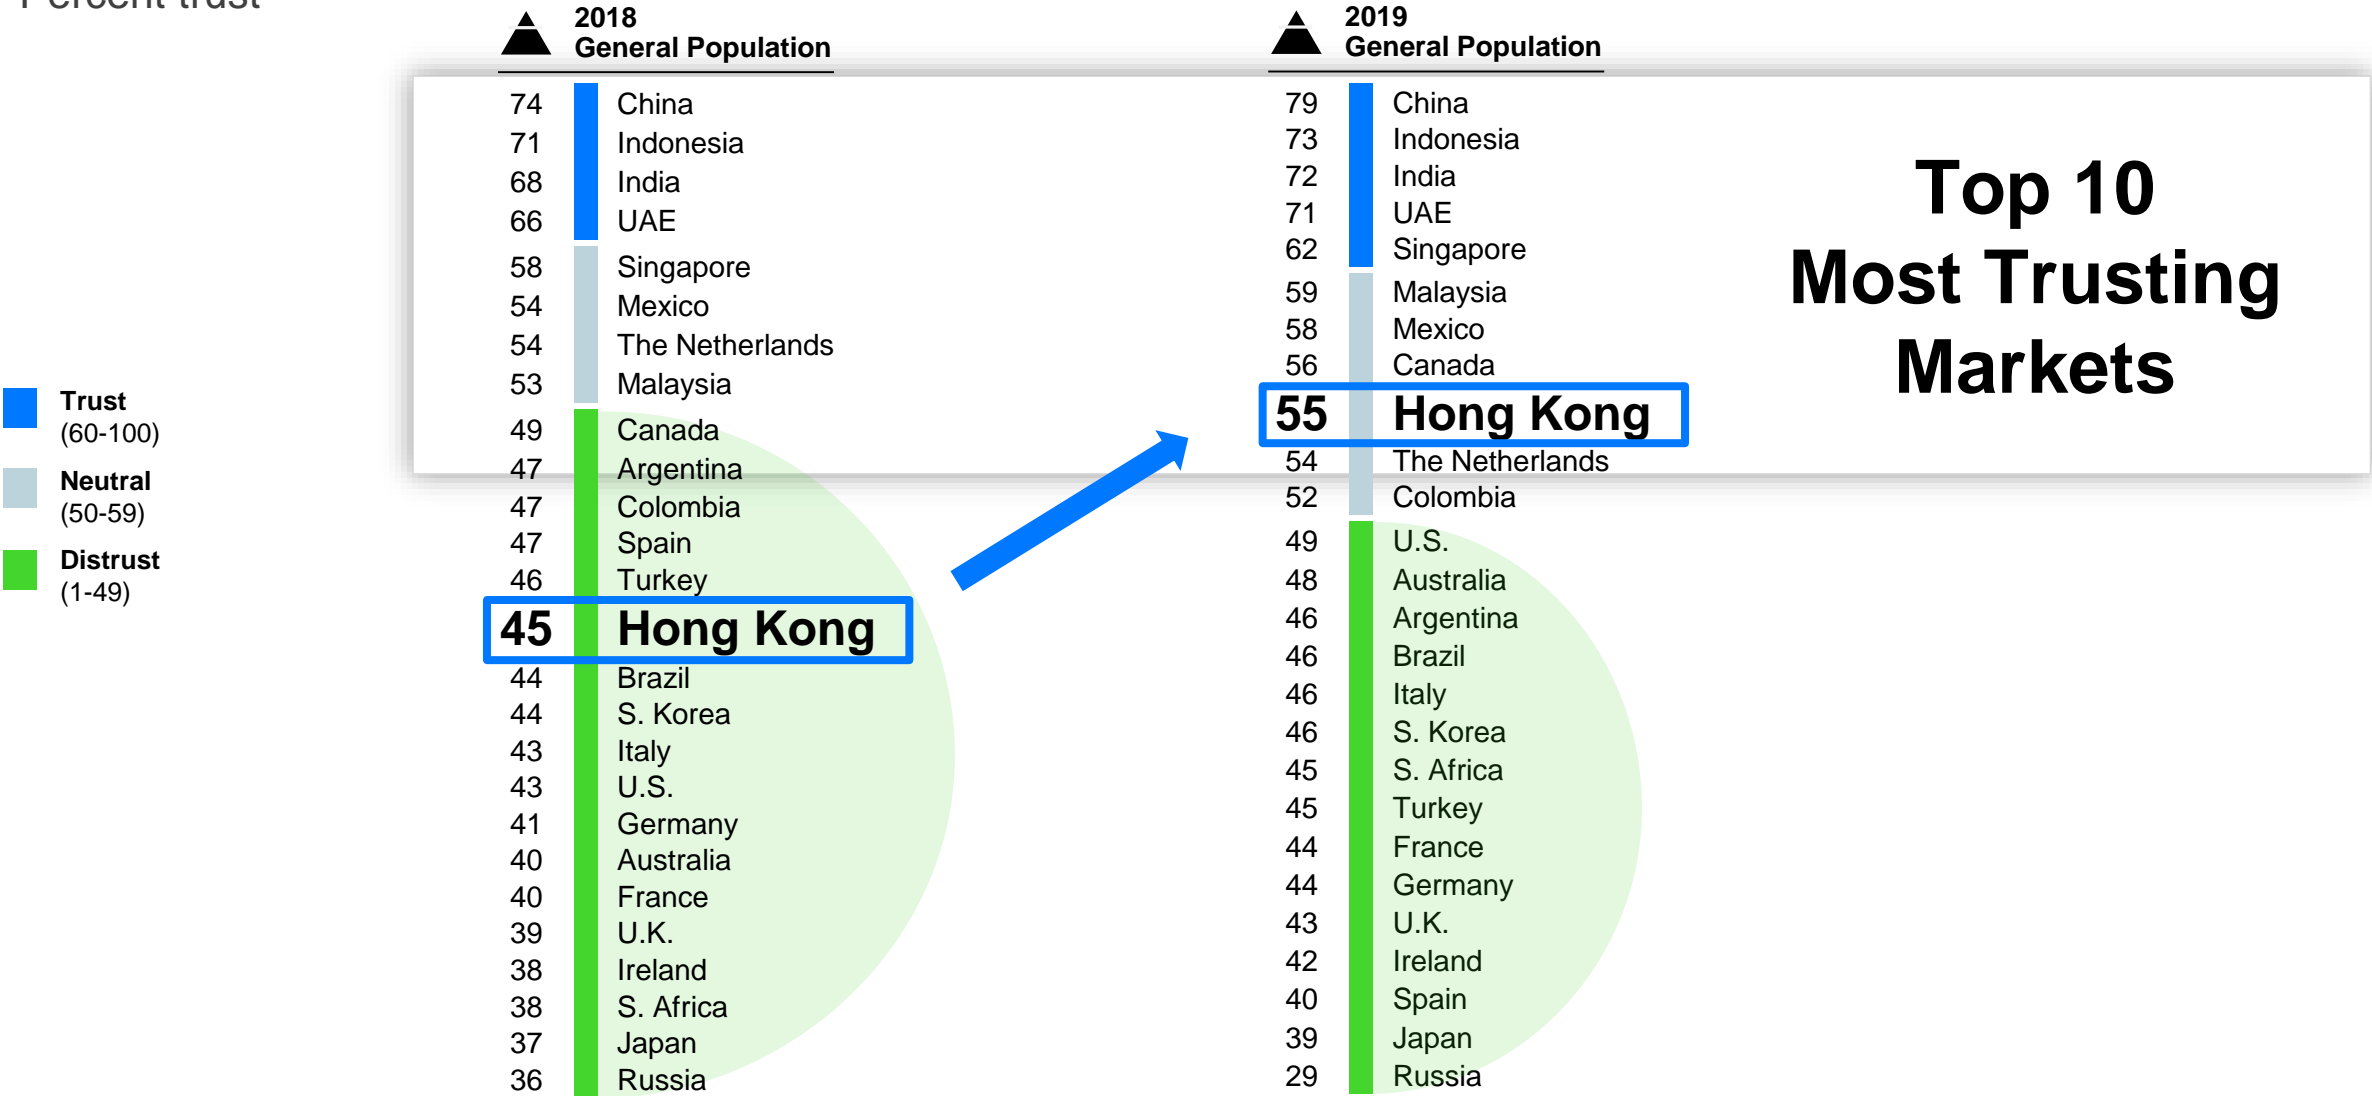 Percent trust
2018
General Population
74 China
71 Indonesia
68 India
66 UAE
58 Singapore
54 Mexico
54 The Netherlands
53 Malaysia
49 Canada
47 Argentina
47 Colombia
47 Spain
46 Turkey
45 Hong Kong
44 Brazil
44 S. Korea
43 Italy
43 U.S.
41 Germany
40 Australia
40 France
39 U.K.
38 Ireland
38 S. Africa
37 Japan
36 Russia
2019
General Population
79 China
73 Indonesia
72 India
71 UAE
62 Singapore
59 Malaysia
58 Mexico
56 Canada
55 Hong Kong
54 The Netherlands
52 Colombia
49 U.S.
48 Australia
46 Argentina
46 Brazil
46 Italy
46 S. Korea
45 S. Africa
45 Turkey
44 France
44 Germany
43 U.K.
42 Ireland
40 Spain
39 Japan
29 Russia
Top 10
Most Trusting
Markets
Trust
(60-100)
Neutral
(50-59)
Distrust
(1-49)